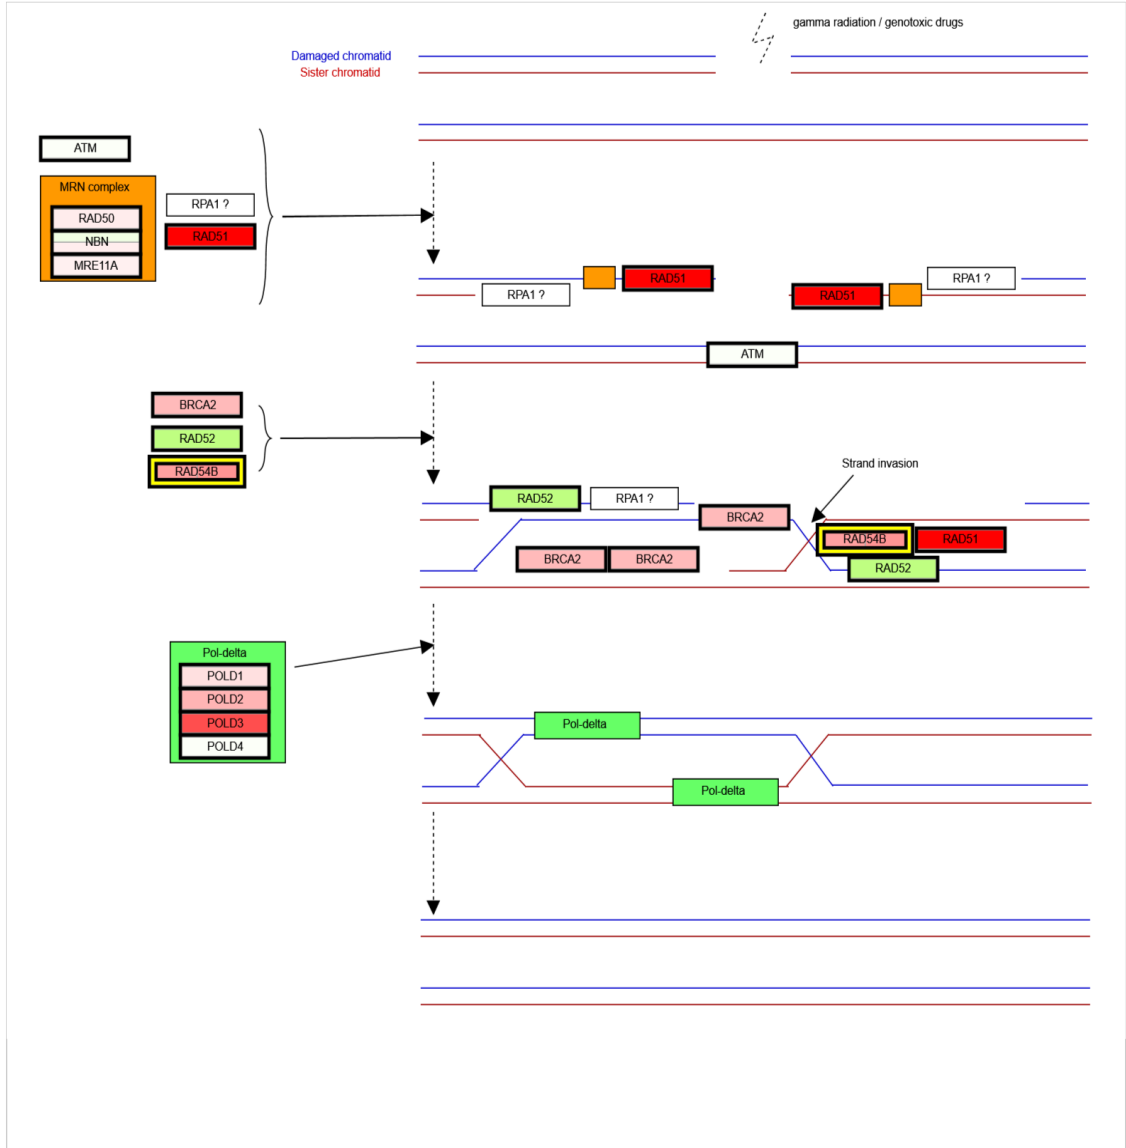 gamma radiation / genotoxic drugs
Damaged chromatid
Sister chromatid
ATM
MRN complex
RAD50
NBN
MRE11A
RPA1 ?
RAD51
RAD51
RPA1 ?
RPA1 ?
RAD51
ATM
BRCA2
RAD52
RAD54B
Strand invasion
RAD52
RPA1 ?
BRCA2
RAD54B
RAD51
BRCA2
BRCA2
RAD52
Pol-delta
POLD1
POLD2
POLD3
POLD4
Pol-delta
Pol-delta